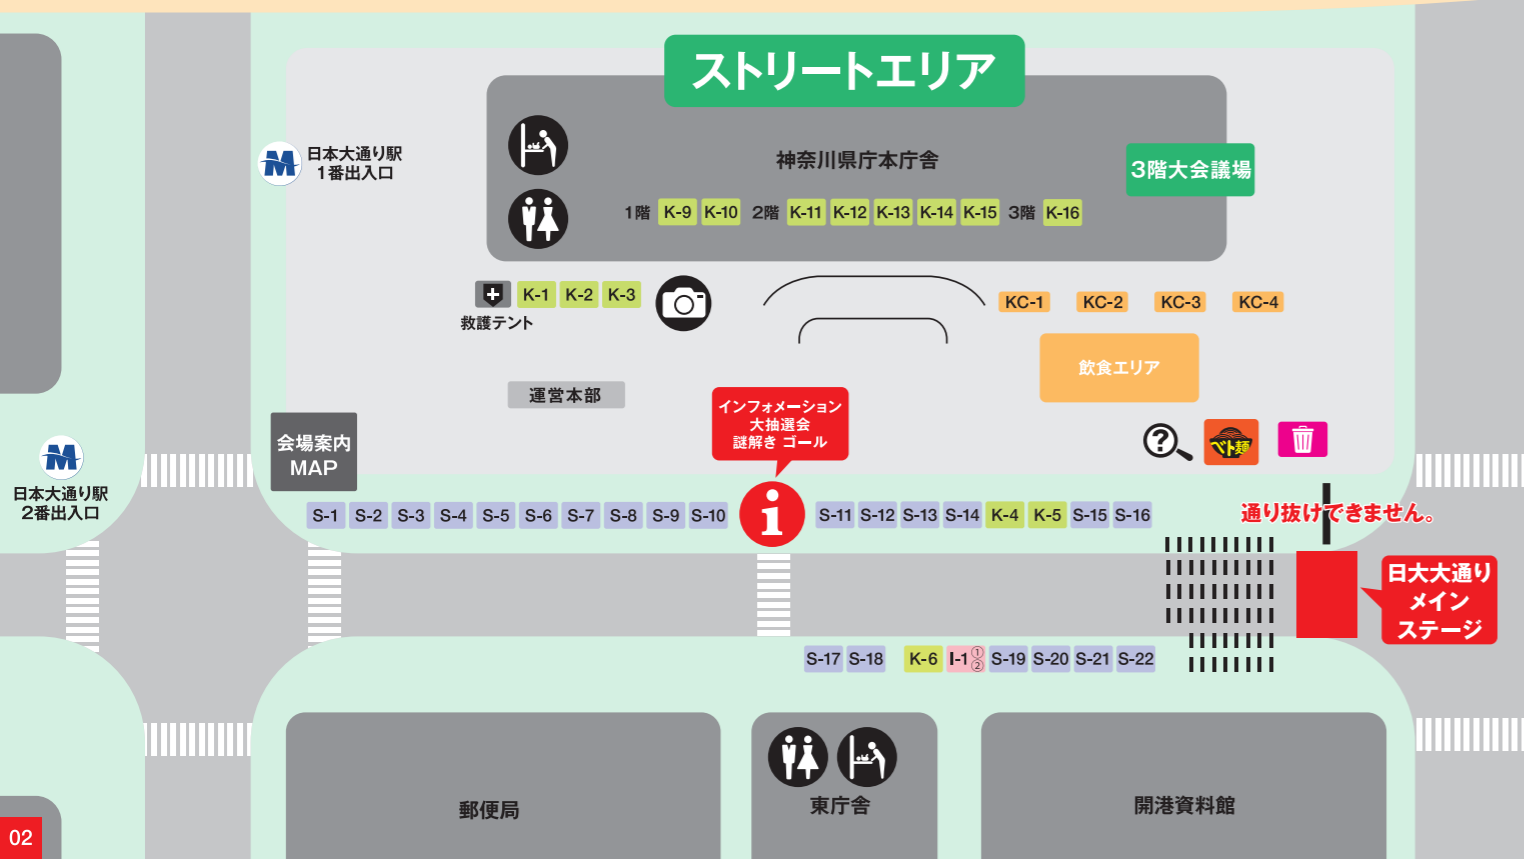 ストリートエリア
日本大通り駅
1番出入口
神奈川県庁本庁舎
3階大会議場
1階 K-9 K-10 2階 K-11 K-12 K-13 K-14 K-15 3階 K-16
K-1 K-2 K-3
救護テント
KC-1 KC-2 KC-3 KC-4
飲食エリア
運営本部
インフォメーション
大抽選会
謎解き ゴール
?
ベト麺
会場案内
MAP
日本大通り駅
2番出入口
S-1 S-2 S-3 S-4 S-5 S-6 S-7 S-8 S-9 S-10
i
S-11 S-12 S-13 S-14 K-4 K-5 S-15 S-16
通り抜けできません。
日大大通り
メイン
ステージ
S-17 S-18 K-6 I-1①② S-19 S-20 S-21 S-22
郵便局
東庁舎
開港資料館
02